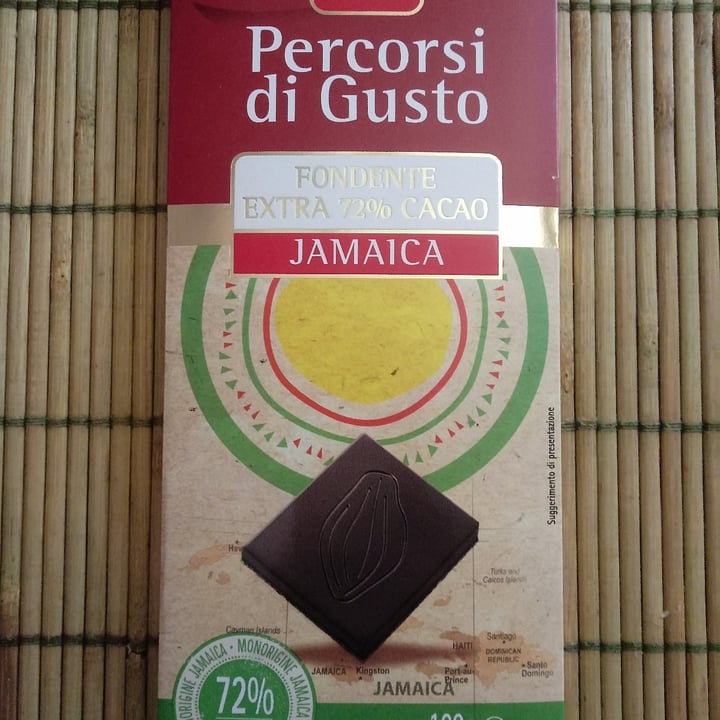 Percorsi
di Gusto
FONDENTE
EXTRA 72% CACAO
JAMAICA
Suggerimento di presentazione
Turks and
Caicos Islands
Cayman Islands
HAITI
Santiago
DOMINICAN
REPUBLIC
Santo
Domingo
JAMAICA
Kingston
Port-au
Prince
JAMAICA
MONORIGINE JAMAICA
72%